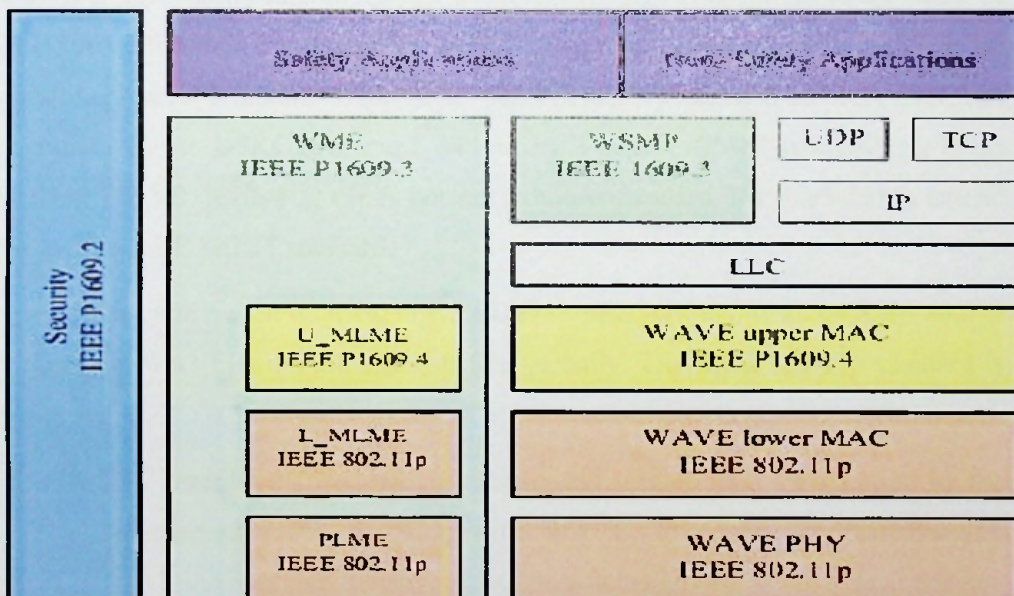 Safety Applications
None Safety Applications
WME
IEEE P1609.3
WSMP
IEEE 1609.3
UDP
TCP
IP
LLC
Security
IEEE P1609.2
U_MLME
IEEE P1609.4
WAVE upper MAC
IEEE P1609.4
L_MLME
IEEE 802.11p
WAVE lower MAC
IEEE 802.11p
PLME
IEEE 802.11p
WAVE PHY
IEEE 802.11p